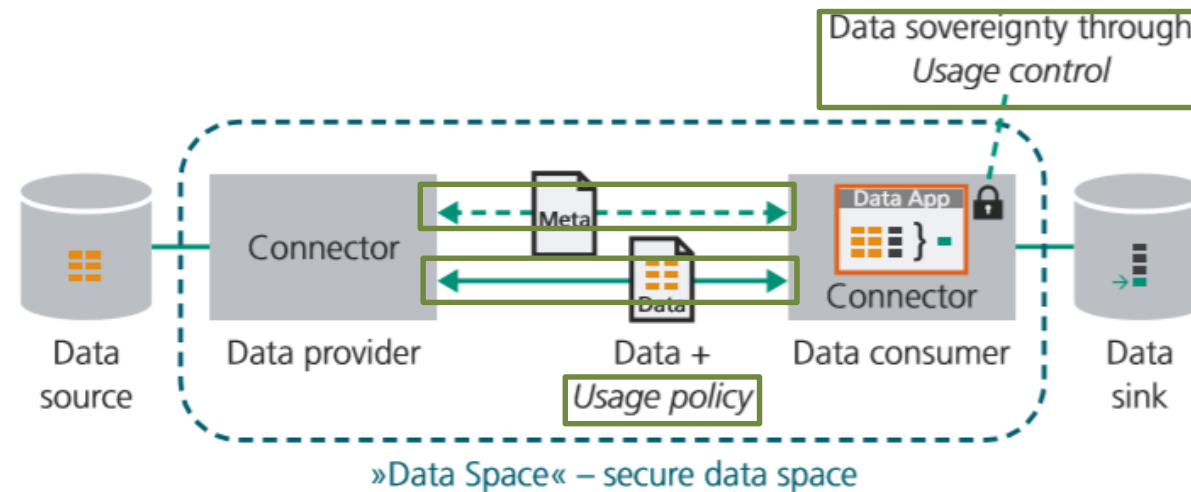 Data sovereignty through
Usage control
Meta
Data App
Connector
Data
Connector
Data
source
Data provider
Data +
Usage policy
Data consumer
Data
sink
»Data Space« – secure data space